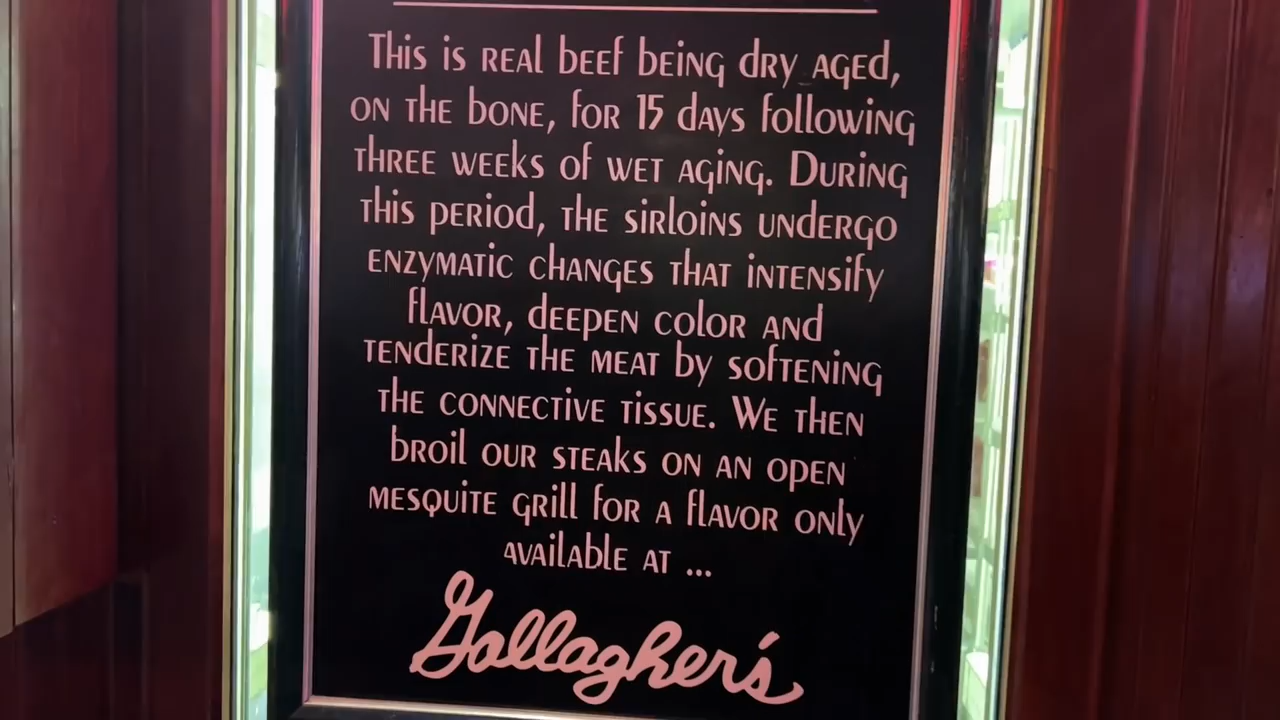 This is real beef being dry aged,
on the bone, for 15 days following
three weeks of wet aging. During
this period, the sirloins undergo
enzymatic changes that intensify
flavor, deepen color and
tenderize the meat by softening
the connective tissue. We then
broil our steaks on an open
mesquite grill for a flavor only
available at ...
Gallagher's